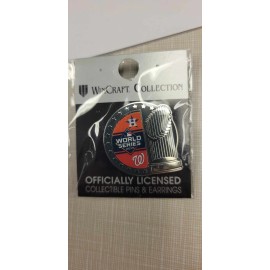 WinCraft Collection
H
WORLD
SERIES
W
OFFICIALLY LICENSED
COLLECTIBLE PINS & EARRINGS